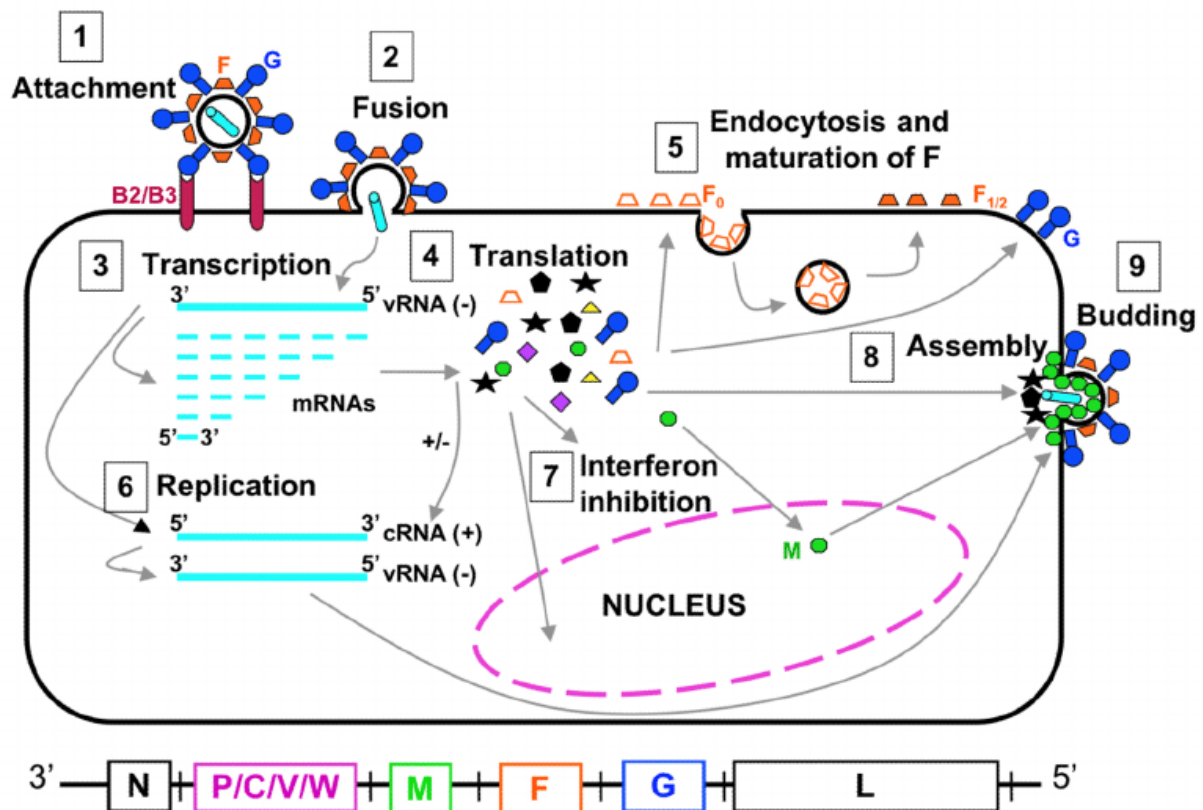 1
Attachment
F
G
2
Fusion
B2/B3
5
Endocytosis and
maturation of F
F0
F1/2
G
3
Transcription
3’
5’ vRNA (-)
mRNAs
5’
3’
4
Translation
+/-
9
Budding
8
Assembly
6
Replication
5’
3’ cRNA (+)
3’
5’ vRNA (-)
7
Interferon
inhibition
M
NUCLEUS
3’ N P/C/V/W M F G L 5’